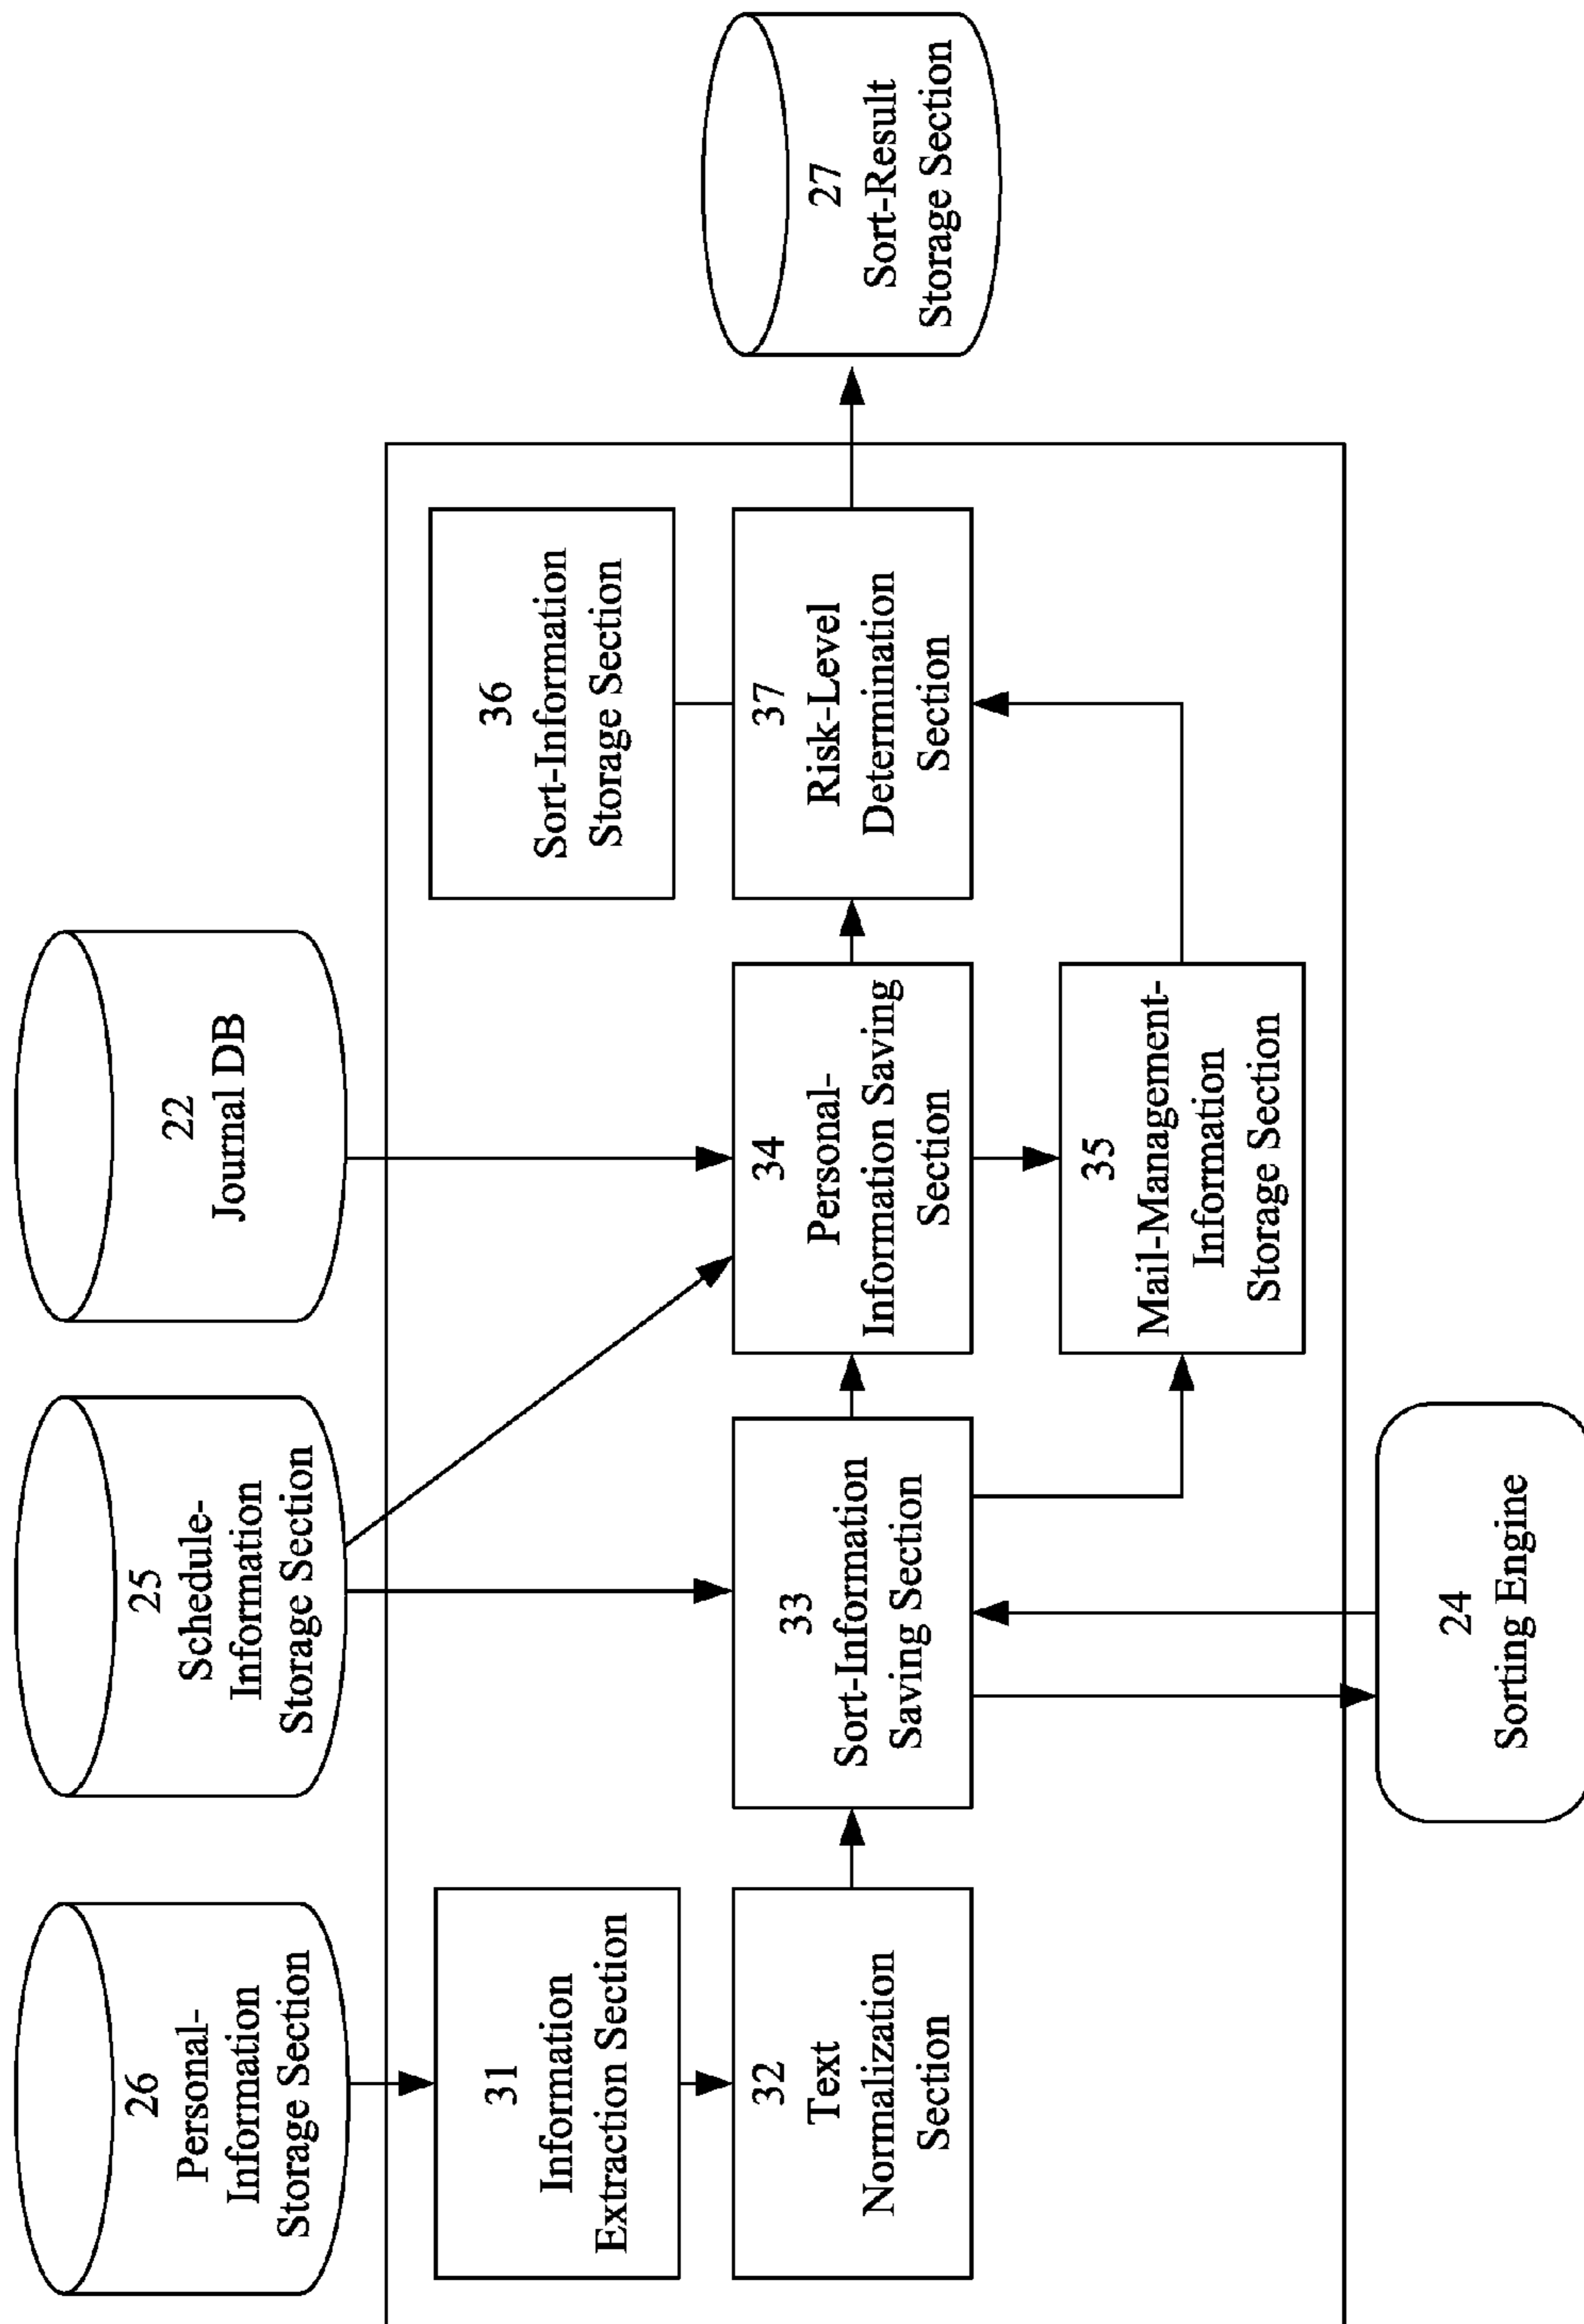 26
Personal-
Information
Storage Section
25
Schedule-
Information
Storage Section
22
Journal DB
31
Information
Extraction Section
36
Sort-Information
Storage Section
32
Text
Normalization
Section
33
Sort-Information
Saving Section
34
Personal-
Information Saving
Section
37
Risk-Level
Determination
Section
27
Sort-Result
Storage Section
35
Mail-Management-
Information
Storage Section
24
Sorting Engine